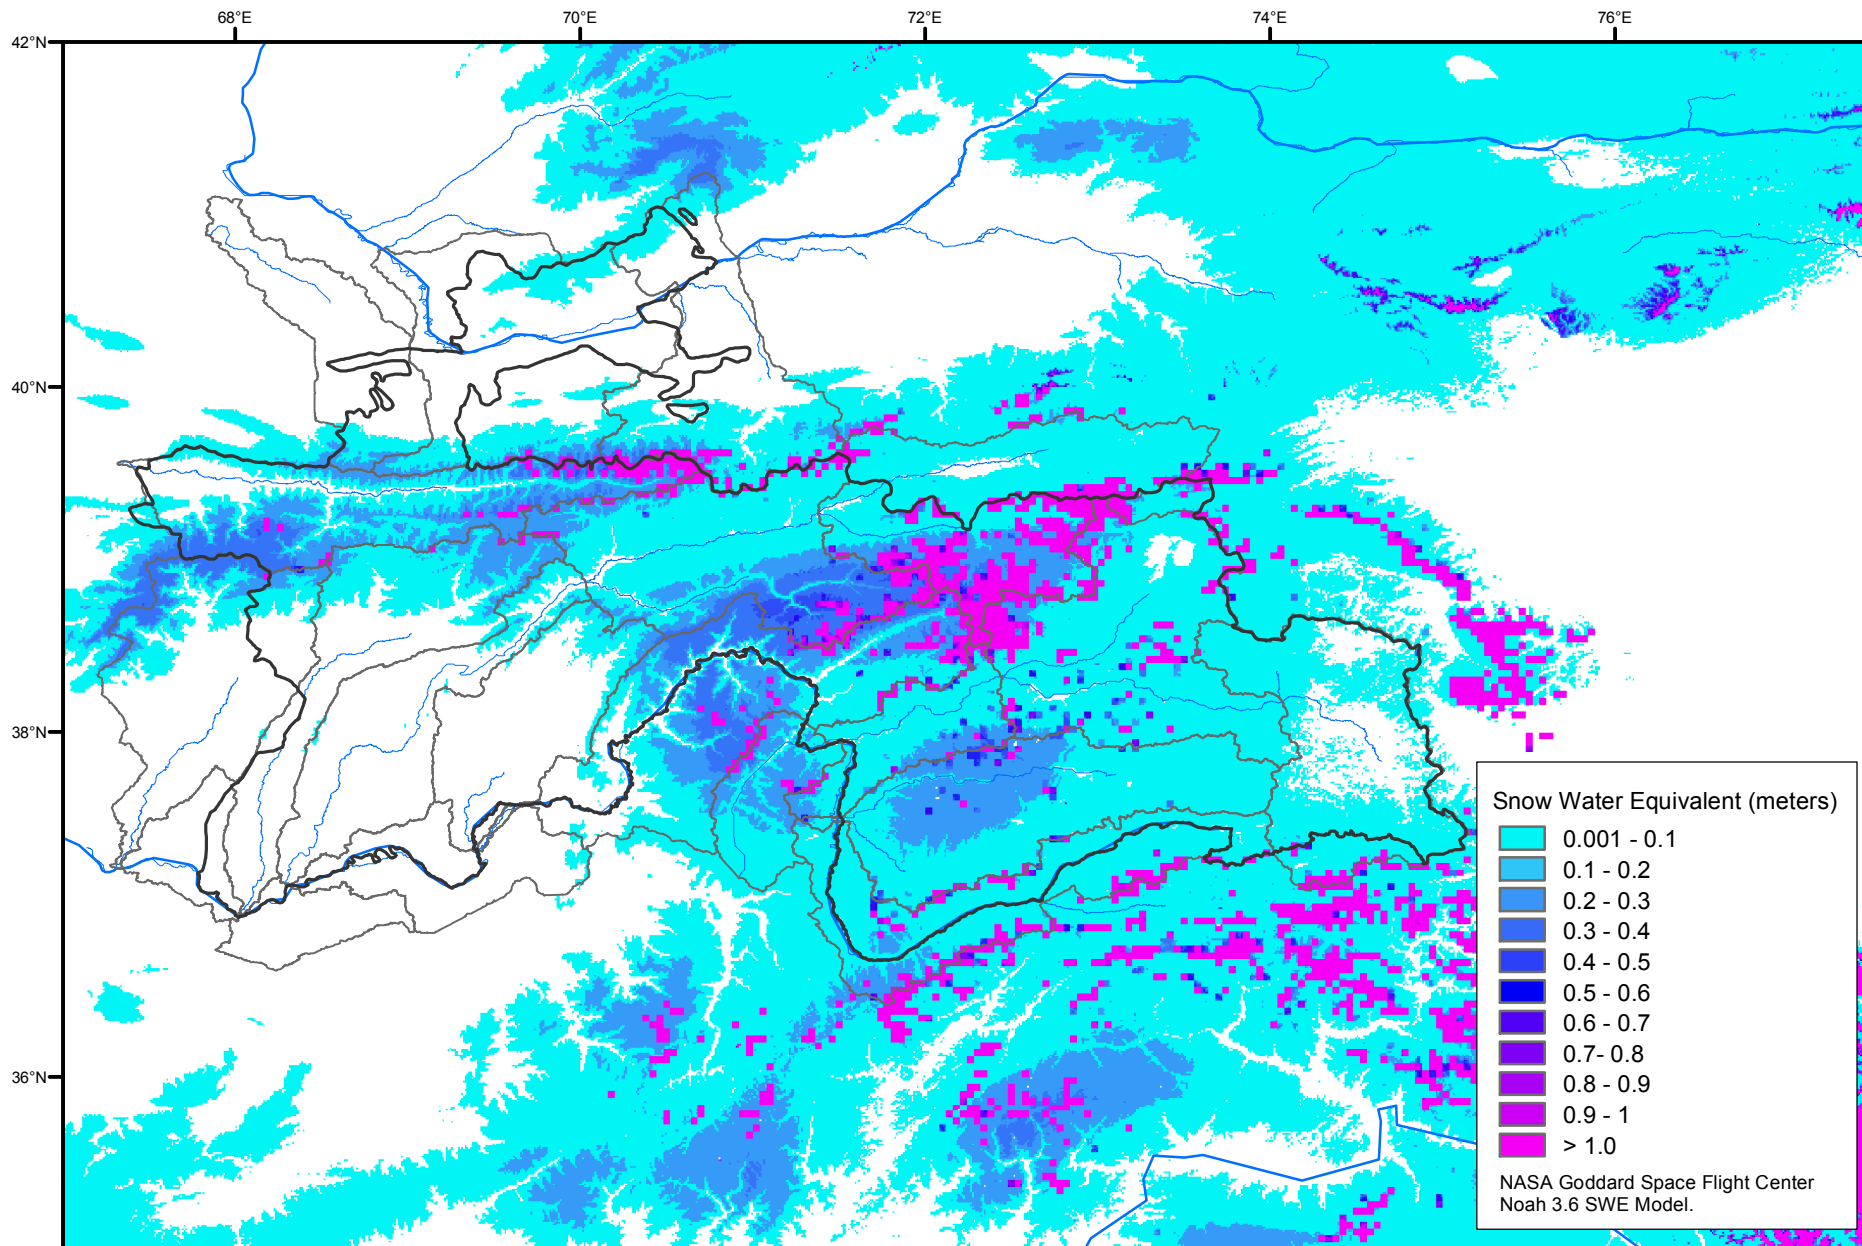 68°E 70°E 72°E 74°E 76°E
42°N
40°N
38°N
36°N
Snow Water Equivalent (meters)
0.001 - 0.1
0.1 - 0.2
0.2 - 0.3
0.3 - 0.4
0.4 - 0.5
0.5 - 0.6
0.6 - 0.7
0.7- 0.8
0.8 - 0.9
0.9 - 1
> 1.0
NASA Goddard Space Flight Center
Noah 3.6 SWE Model.